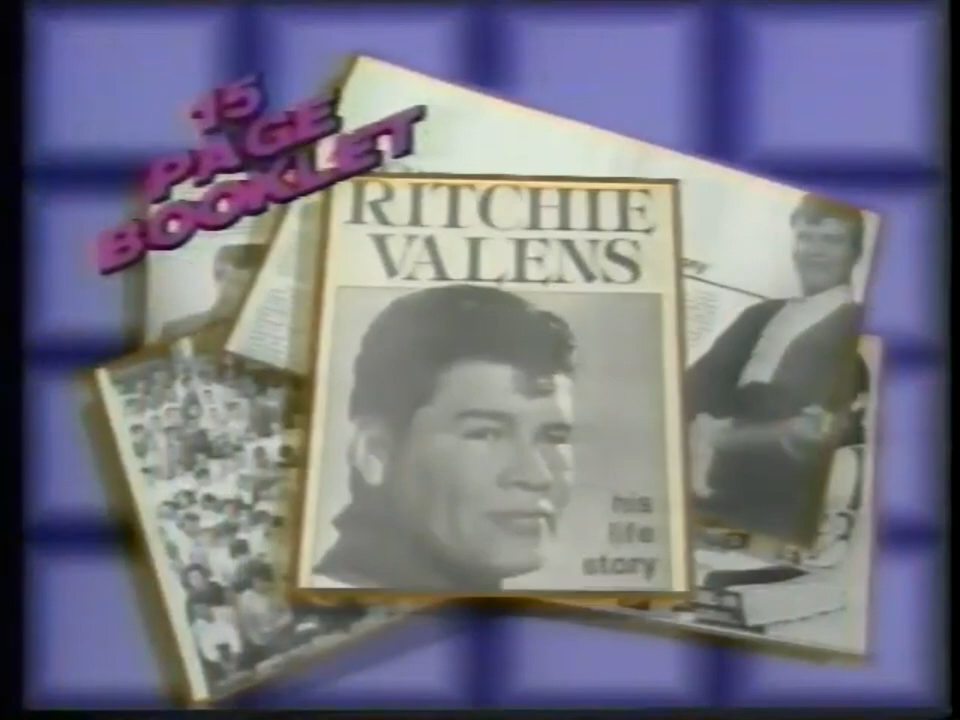 15
PAGE
BOOKLET
RITCHIE
VALENS
his
life
story